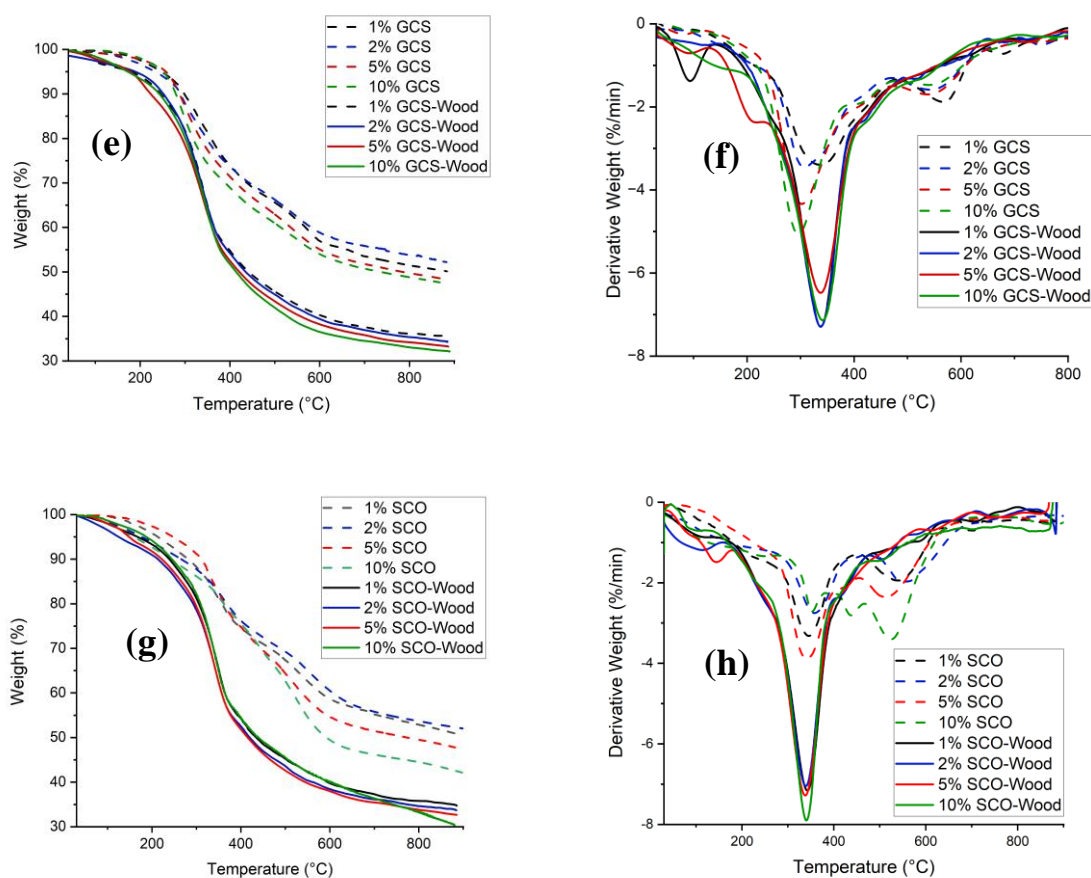 (e)
Weight (%)
100
90
80
70
60
50
40
30
200
400
600
800
Temperature (°C)
1% GCS
2% GCS
5% GCS
10% GCS
1% GCS-Wood
2% GCS-Wood
5% GCS-Wood
10% GCS-Wood
(f)
Derivative Weight (%/min)
0
−2
−4
−6
−8
200
400
600
800
Temperature (°C)
1% GCS
2% GCS
5% GCS
10% GCS
1% GCS-Wood
2% GCS-Wood
5% GCS-Wood
10% GCS-Wood
(g)
Weight (%)
100
90
80
70
60
50
40
30
200
400
600
800
Temperature (°C)
1% SCO
2% SCO
5% SCO
10% SCO
1% SCO-Wood
2% SCO-Wood
5% SCO-Wood
10% SCO-Wood
(h)
Derivative Weight (%/min)
0
-2
-4
-6
-8
200
400
600
800
Temperature (°C)
1% SCO
2% SCO
5% SCO
10% SCO
1% SCO-Wood
2% SCO-Wood
5% SCO-Wood
10% SCO-Wood